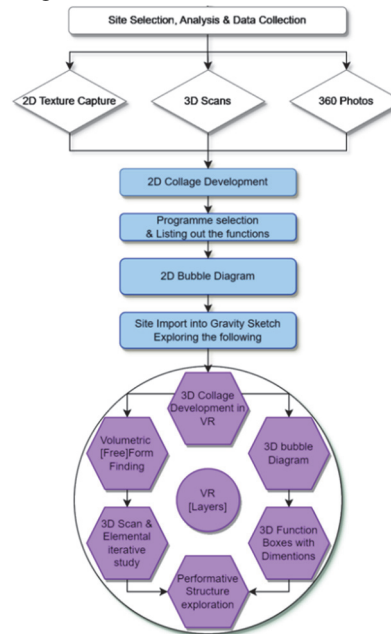 Site Selection, Analysis & Data Collection
2D Texture Capture
3D Scans
360 Photos
2D Collage Development
Programme selection
& Listing out the functions
2D Bubble Diagram
Site Import into Gravity Sketch
Exploring the following
3D Collage
Development in
VR
Volumetric
[Free]Form
Finding
3D bubble
Diagram
VR
[Layers]
3D Scan &
Elemental
iterative
study
3D Function
Boxes with
Dimentions
Performative
Structure
exploration